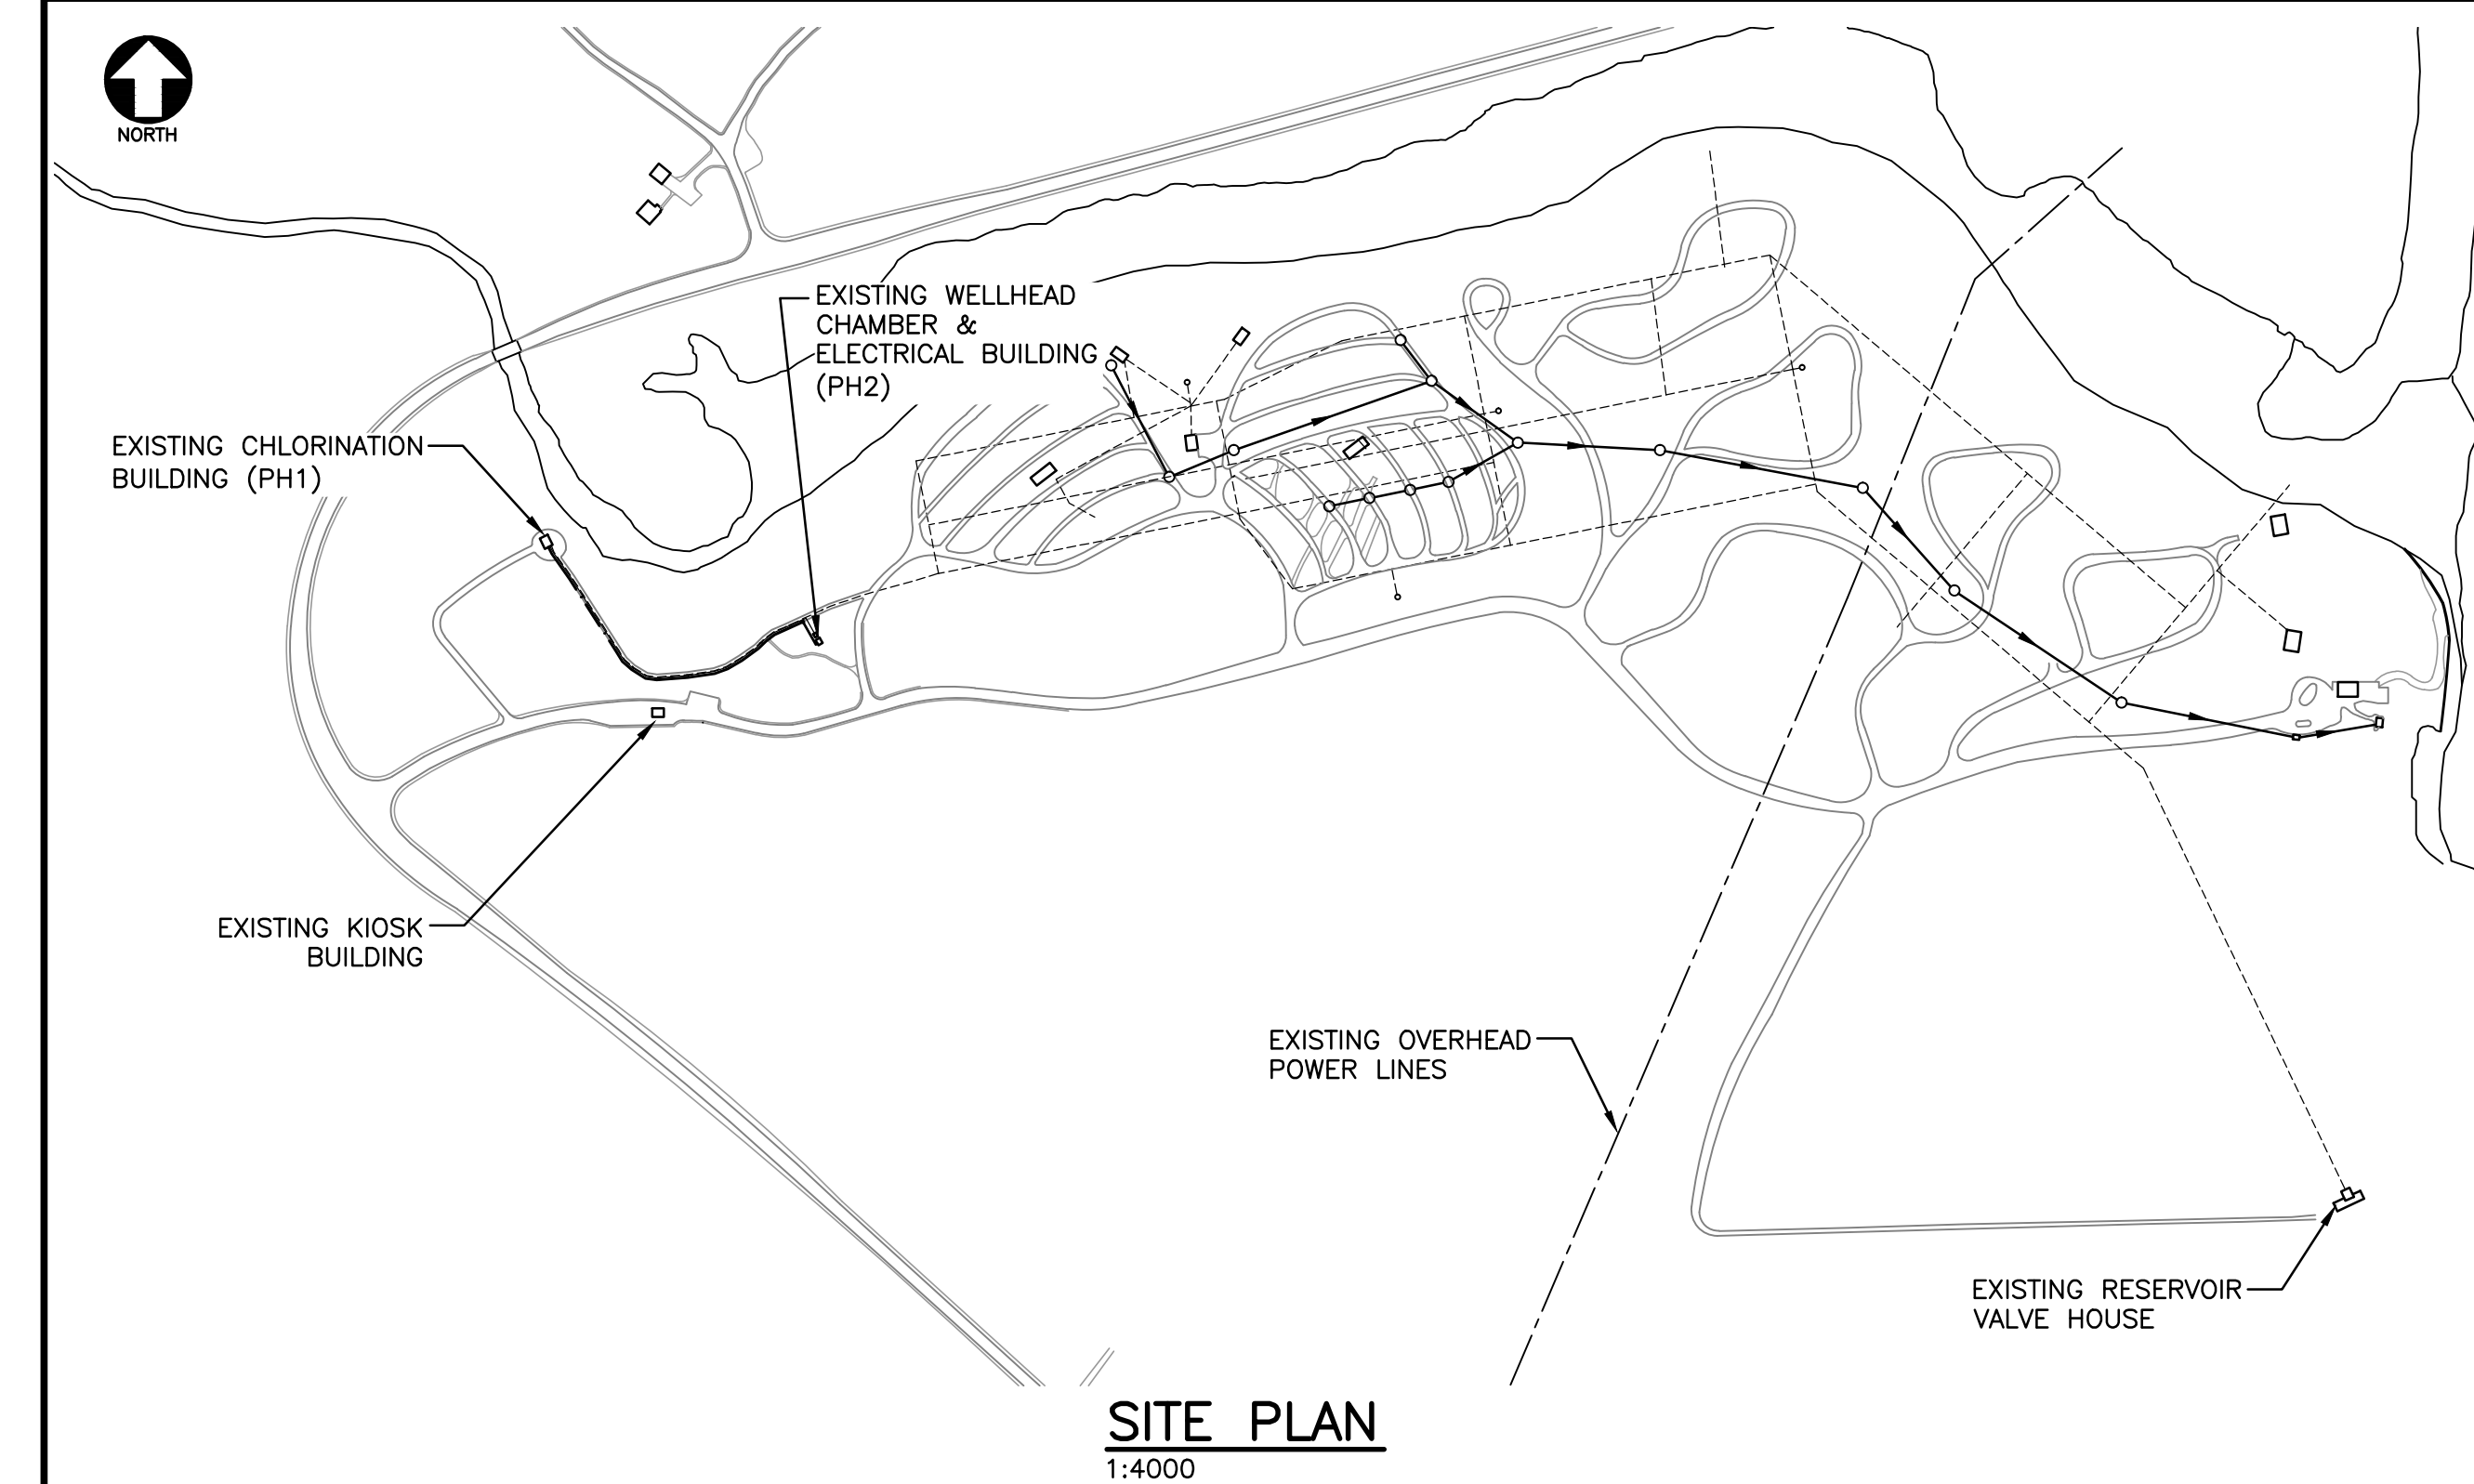 NORTH
EXISTING WELLHEAD
CHAMBER &
ELECTRICAL BUILDING
(PH2)
EXISTING CHLORINATION
BUILDING (PH1)
EXISTING KIOSK
BUILDING
EXISTING OVERHEAD
POWER LINES
EXISTING RESERVOIR
VALVE HOUSE
SITE PLAN
1:4000